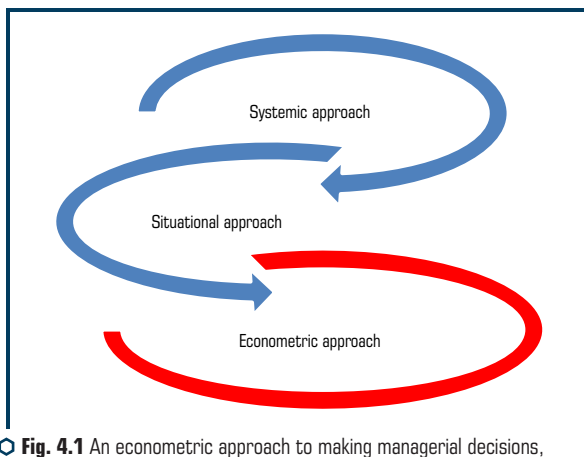 Systemic approach
Situational approach
Econometric approach
Fig. 4.1 An econometric approach to making managerial decisions,